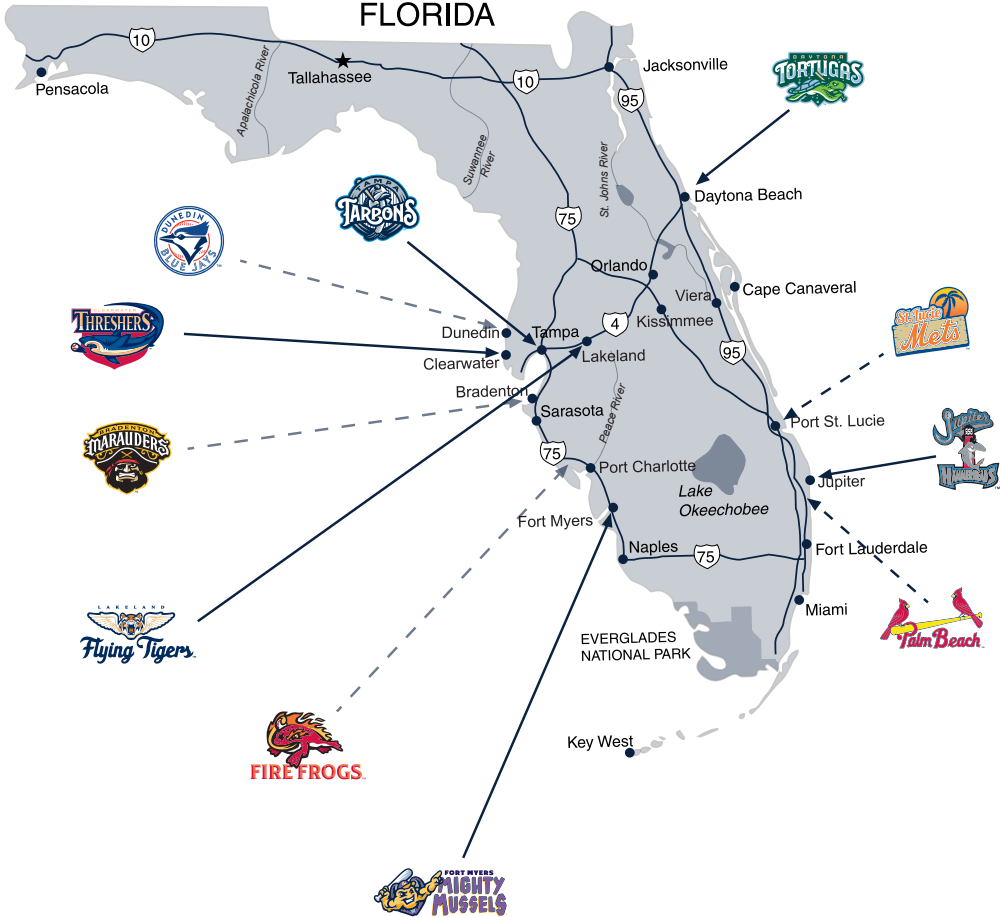 FLORIDA
10
Pensacola
Apalachicola River
Tallahassee
10
Jacksonville
95
Suwannee
River
St. Johns River
DAYTONA
TORTUGAS
Daytona Beach
75
TAMPA
TARPONS
DUNEDIN
BLUE JAYS
Orlando
Viera
Cape Canaveral
Kissimmee
4
95
CLEARWATER
THRESHERS
Dunedin
Tampa
Clearwater
Lakeland
St. Lucie
Mets
Bradenton
Sarasota
Peace River
Port St. Lucie
BRADENTON
MARAUDERS
75
Port Charlotte
Lake
Okeechobee
Jupiter
HAMMERHEADS
Jupiter
Fort Myers
Naples
75
Fort Lauderdale
Miami
Palm Beach
LAKELAND
Flying Tigers
EVERGLADES
NATIONAL PARK
Key West
FIRE FROGS
FORT MYERS
MIGHTY
MUSSELS